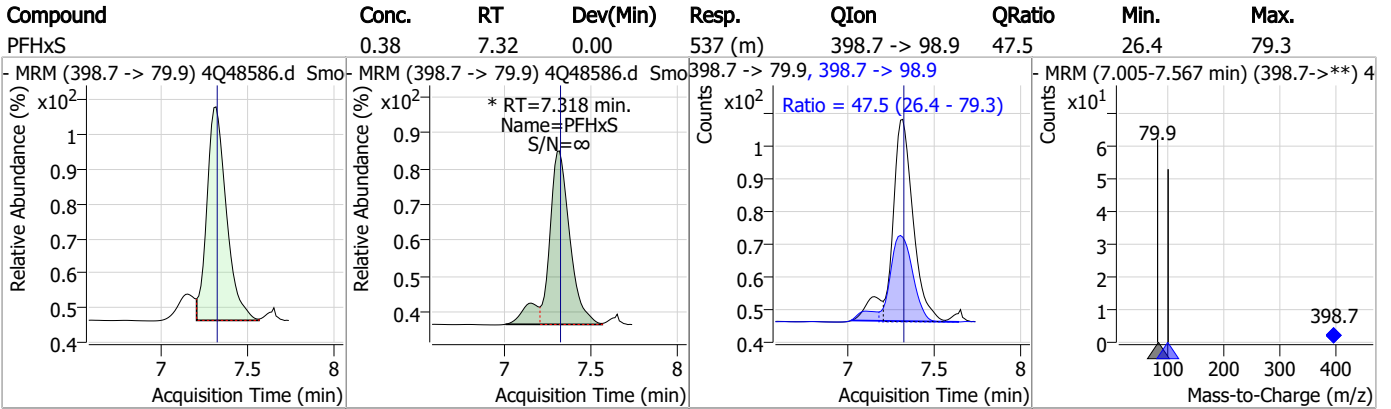 Compound Conc. RT Dev(Min) Resp. QIon QRatio Min. Max.
PFHxS 0.38 7.32 0.00 537 (m) 398.7 -> 98.9 47.5 26.4 79.3
- MRM (398.7 -> 79.9) 4Q48586.d Smo
Relative Abundance (%)
x10²
1
0.9
0.8
0.7
0.6
0.5
0.4
7 7.5 8
Acquisition Time (min)
- MRM (398.7 -> 79.9) 4Q48586.d Smo
Relative Abundance (%)
x10²
* RT=7.318 min.
Name=PFHxS
S/N=∞
0.9
0.8
0.7
0.6
0.5
0.4
7 7.5 8
Acquisition Time (min)
398.7 -> 79.9, 398.7 -> 98.9
Counts
x10²
Ratio = 47.5 (26.4 - 79.3)
1
0.9
0.8
0.7
0.6
0.5
0.4
7 7.5 8
Acquisition Time (min)
- MRM (7.005-7.567 min) (398.7->**) 4
Counts
x10¹
79.9
6
5
4
3
2
1
398.7
0
100 200 300 400
Mass-to-Charge (m/z)